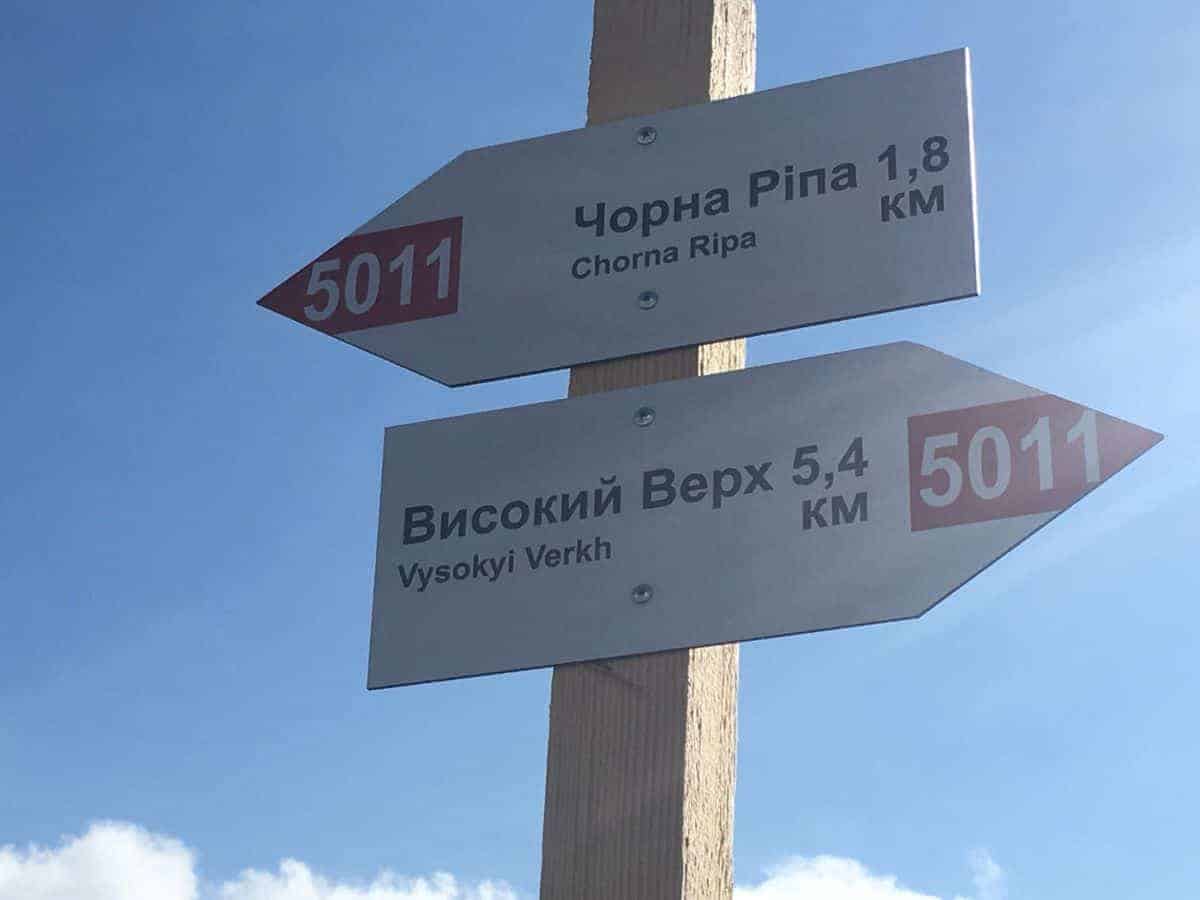 5011
Чорна Ріпа 1,8
км
Chorna Ripa
Високий Верх 5,4
км
Vysokyi Verkh
5011